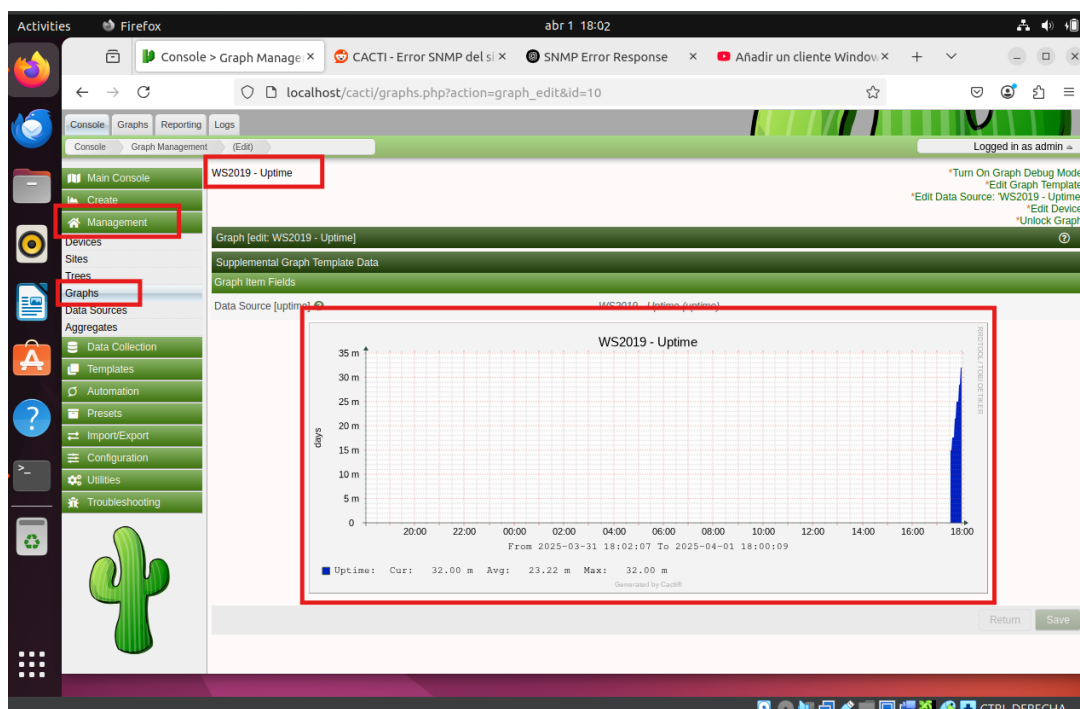 Activities Firefox abr 1 18:02
Console > Graph Manage × CACTI - Error SNMP del si × SNMP Error Response × Añadir un cliente Window × +
localhost/cacti/graphs.php?action=graph_edit&id=10
Console Graphs Reporting Logs
Console Graph Management (Edit) Logged in as admin
Main Console
Create
Management
Devices
Sites
Trees
Graphs
Data Sources
Aggregates
Data Collection
Templates
Automation
Presets
Import/Export
Configuration
Utilities
Troubleshooting
WS2019 - Uptime
*Turn On Graph Debug Mode
*Edit Graph Template
*Edit Data Source: 'WS2019 - Uptime
*Edit Device
*Unlock Graph
Graph [edit: WS2019 - Uptime]
Supplemental Graph Template Data
Graph Item Fields
Data Source [uptime] WS2019 - Uptime (uptime)
WS2019 - Uptime
RRDTOOL / TOBI OETIKER
days
35 m
30 m
25 m
20 m
15 m
10 m
5 m
0
20:00 22:00 00:00 02:00 04:00 06:00 08:00 10:00 12:00 14:00 16:00 18:00
From 2025-03-31 18:02:07 To 2025-04-01 18:00:09
Uptime: Cur: 32.00 m Avg: 23.22 m Max: 32.00 m
Generated by Cacti®
Return Save
CTRL DERECHA